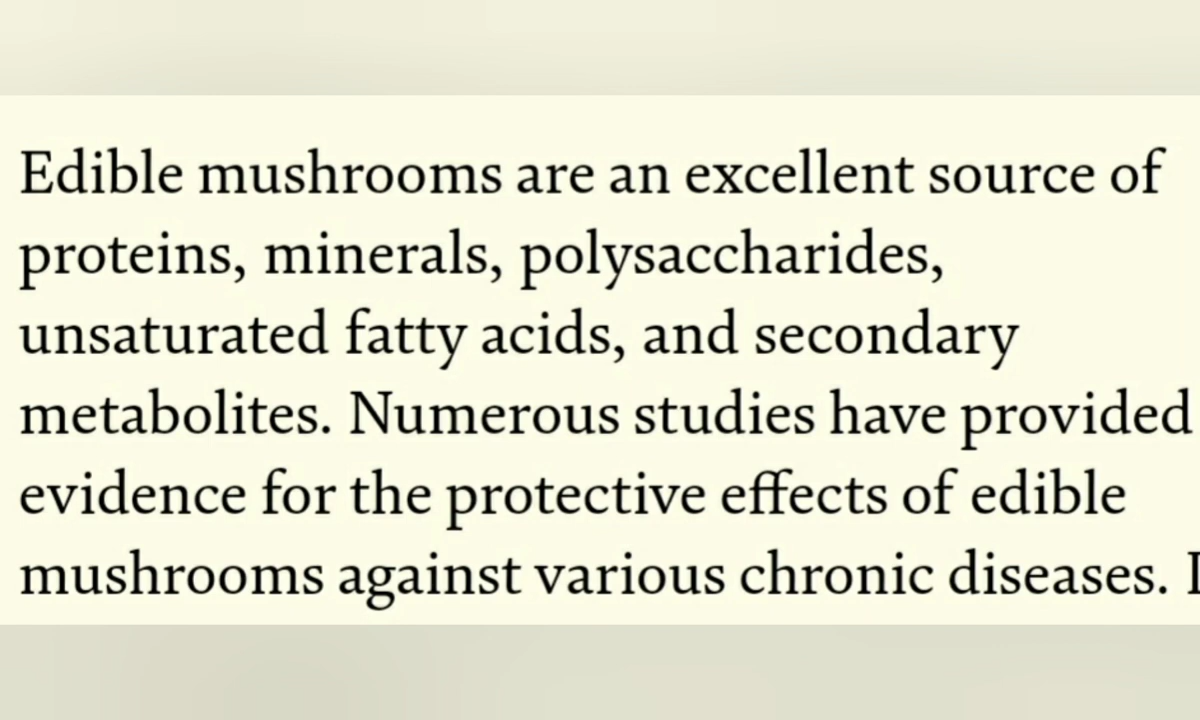 Edible mushrooms are an excellent source of
proteins, minerals, polysaccharides,
unsaturated fatty acids, and secondary
metabolites. Numerous studies have provided
evidence for the protective effects of edible
mushrooms against various chronic diseases.